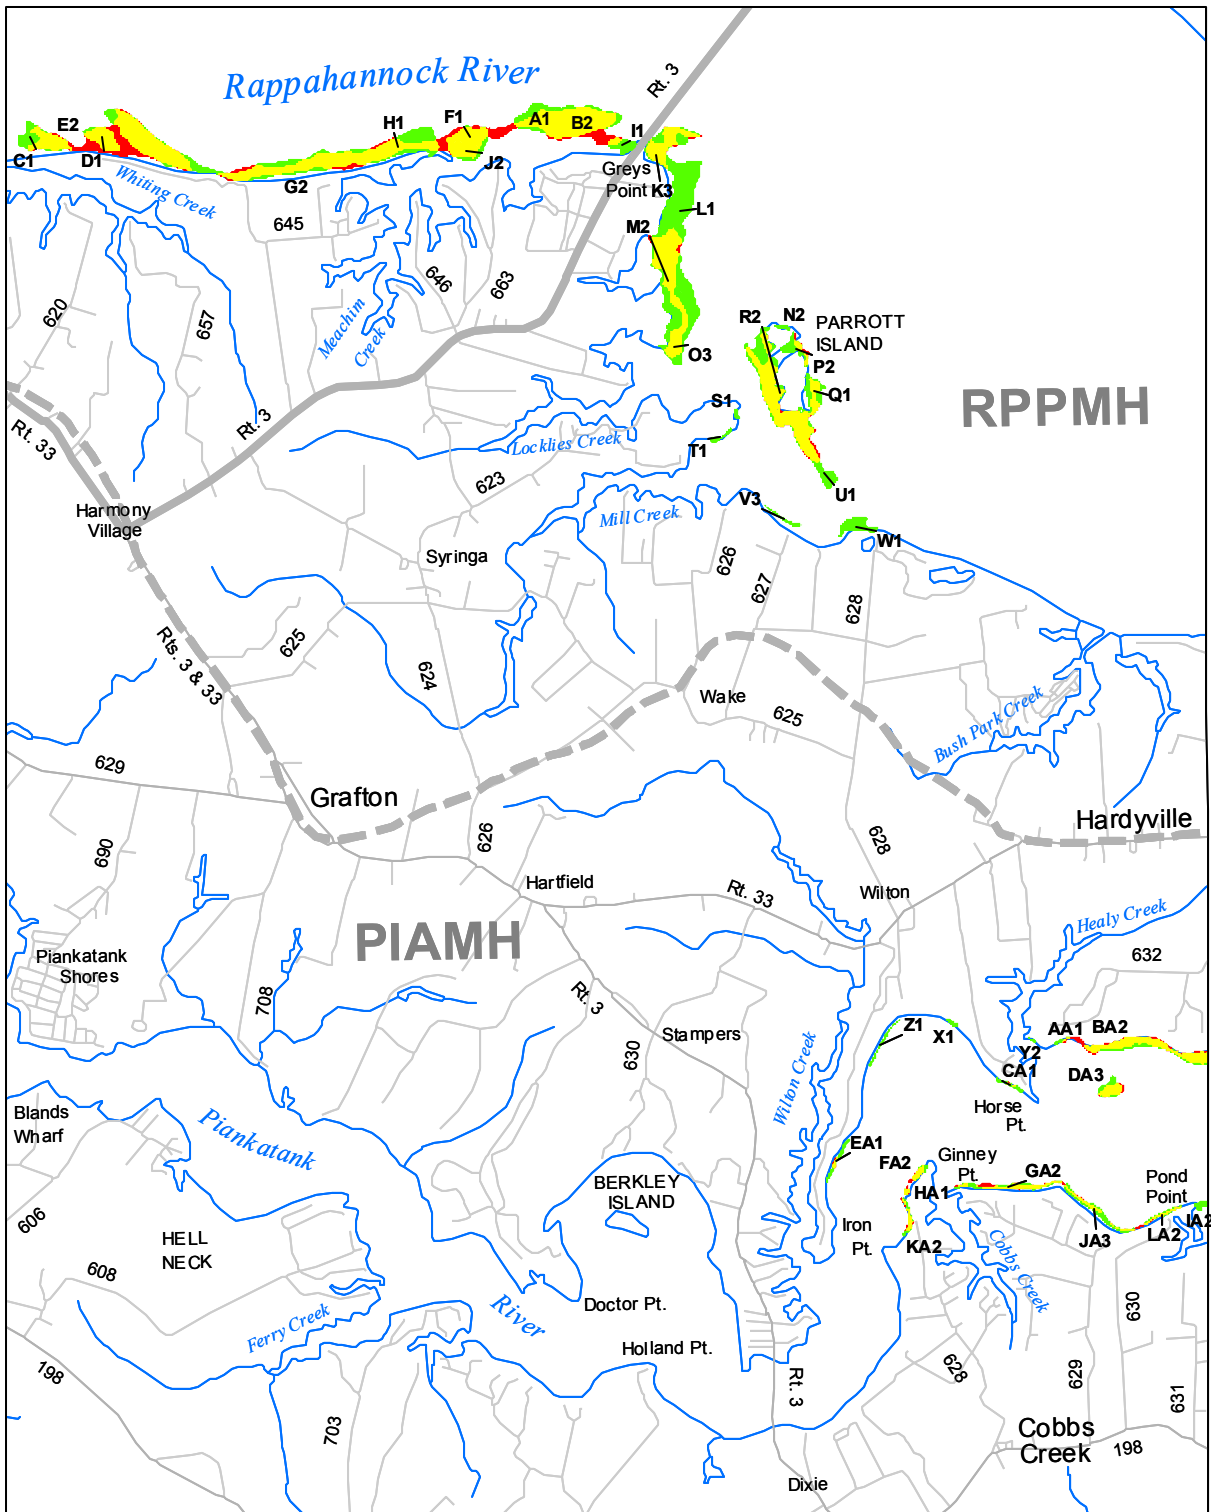 Rappahannock River
Rt. 3
E2
C1
D1
H1
F1
J2
A1
B2
I1
G2
Greys
Point
K3
L1
M2
O3
Whiting Creek
645
646
663
620
657
Meachim
Creek
R2
N2
PARROTT
ISLAND
P2
Q1
RPPMH
S1
T1
U1
Rt. 33
Rt. 3
Locklies Creek
623
V3
W1
Harmony
Village
Mill Creek
Syringa
626
627
628
Rts. 3 & 33
625
624
Wake
625
Bush Park Creek
629
Grafton
Hardyville
690
626
628
Hartfield
Rt. 33
Wilton
PIAMH
Healy Creek
632
Piankatank
Shores
708
Rt. 3
Stampers
630
Wilton Creek
Z1
X1
AA1
BA2
Y2
CA1
DA3
Horse
Pt.
Blands
Wharf
Piankatank
EA1
FA2
Ginney
Pt.
GA2
HA1
Pond
Point
BERKLEY
ISLAND
606
HELL
NECK
Iron
Pt.
KA2
Cobbs Creek
JA3
LA2
IA2
608
Ferry Creek
River
Doctor Pt.
Holland Pt.
630
198
703
Rt. 3
628
629
631
Cobbs
Creek
198
Dixie